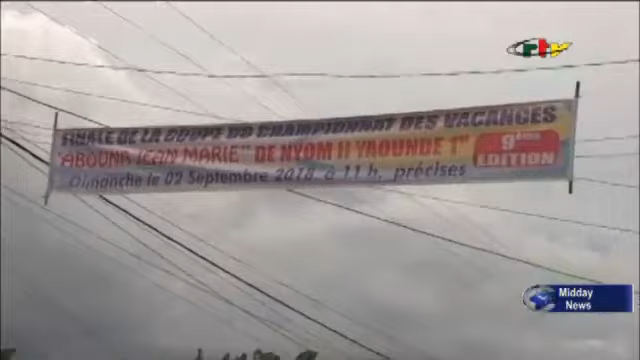 crtv
FINALE DE LA COUPE DU CHAMPIONNAT DES VACANCES
"ABOUNA JEAN MARIE" DE NYOM II YAOUNDE 1er
9ème
EDITION
Dimanche le 02 Septembre 2018 à 11 h, précises
Midday
News